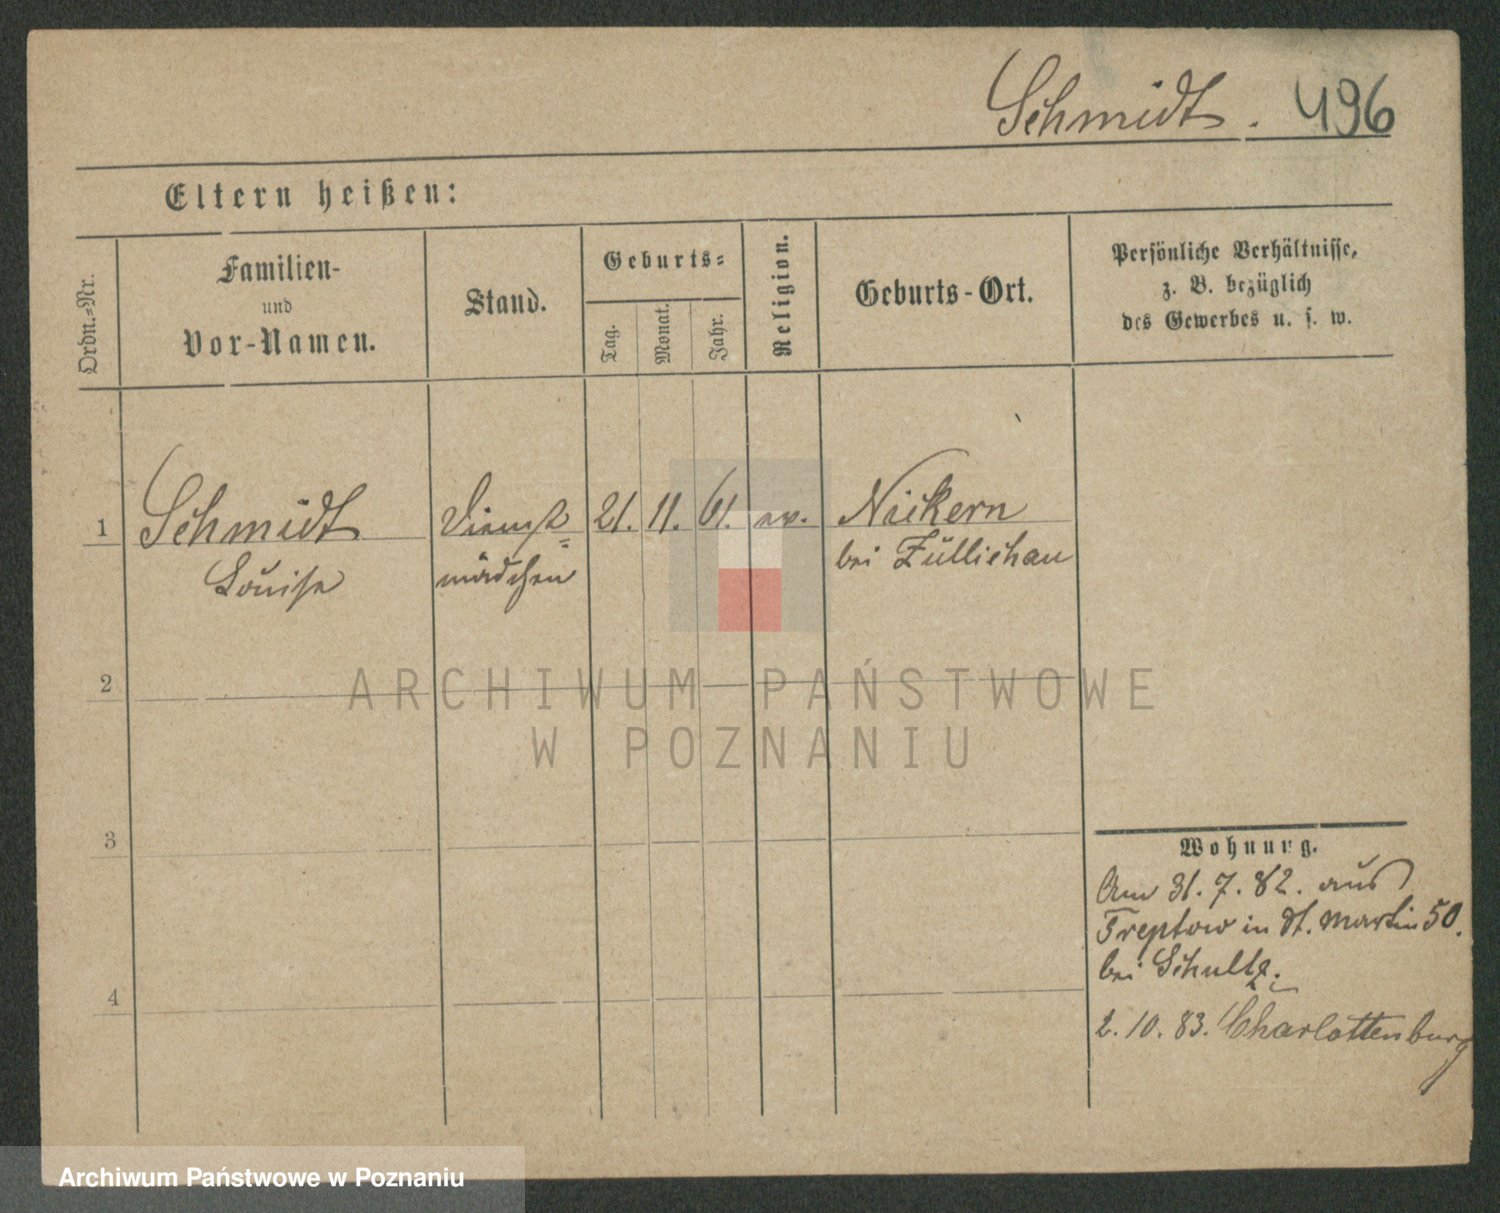 Schmidt. 496
Eltern heißen:
Ordn.-Nr.
Familien-
und
Vor-Namen.
Stand.
Geburts-
Tag.
Monat.
Jahr.
Religion.
Geburts-Ort.
Persönliche Verhältnisse,
z. B. bezüglich
des Gewerbes u. s. w.
1 Schmidt Dienst= 21. 11. 61. ev. Nickern
Louise mädchen bei Züllichau
2
3
4
Wohnung.
Am 31. 7. 82. aus
Treptow in St. Martin 50.
bei Schultz.
2. 10. 83. Charlottenburg
ARCHIWUM PAŃSTWOWE
W POZNANIU
Archiwum Państwowe w Poznaniu